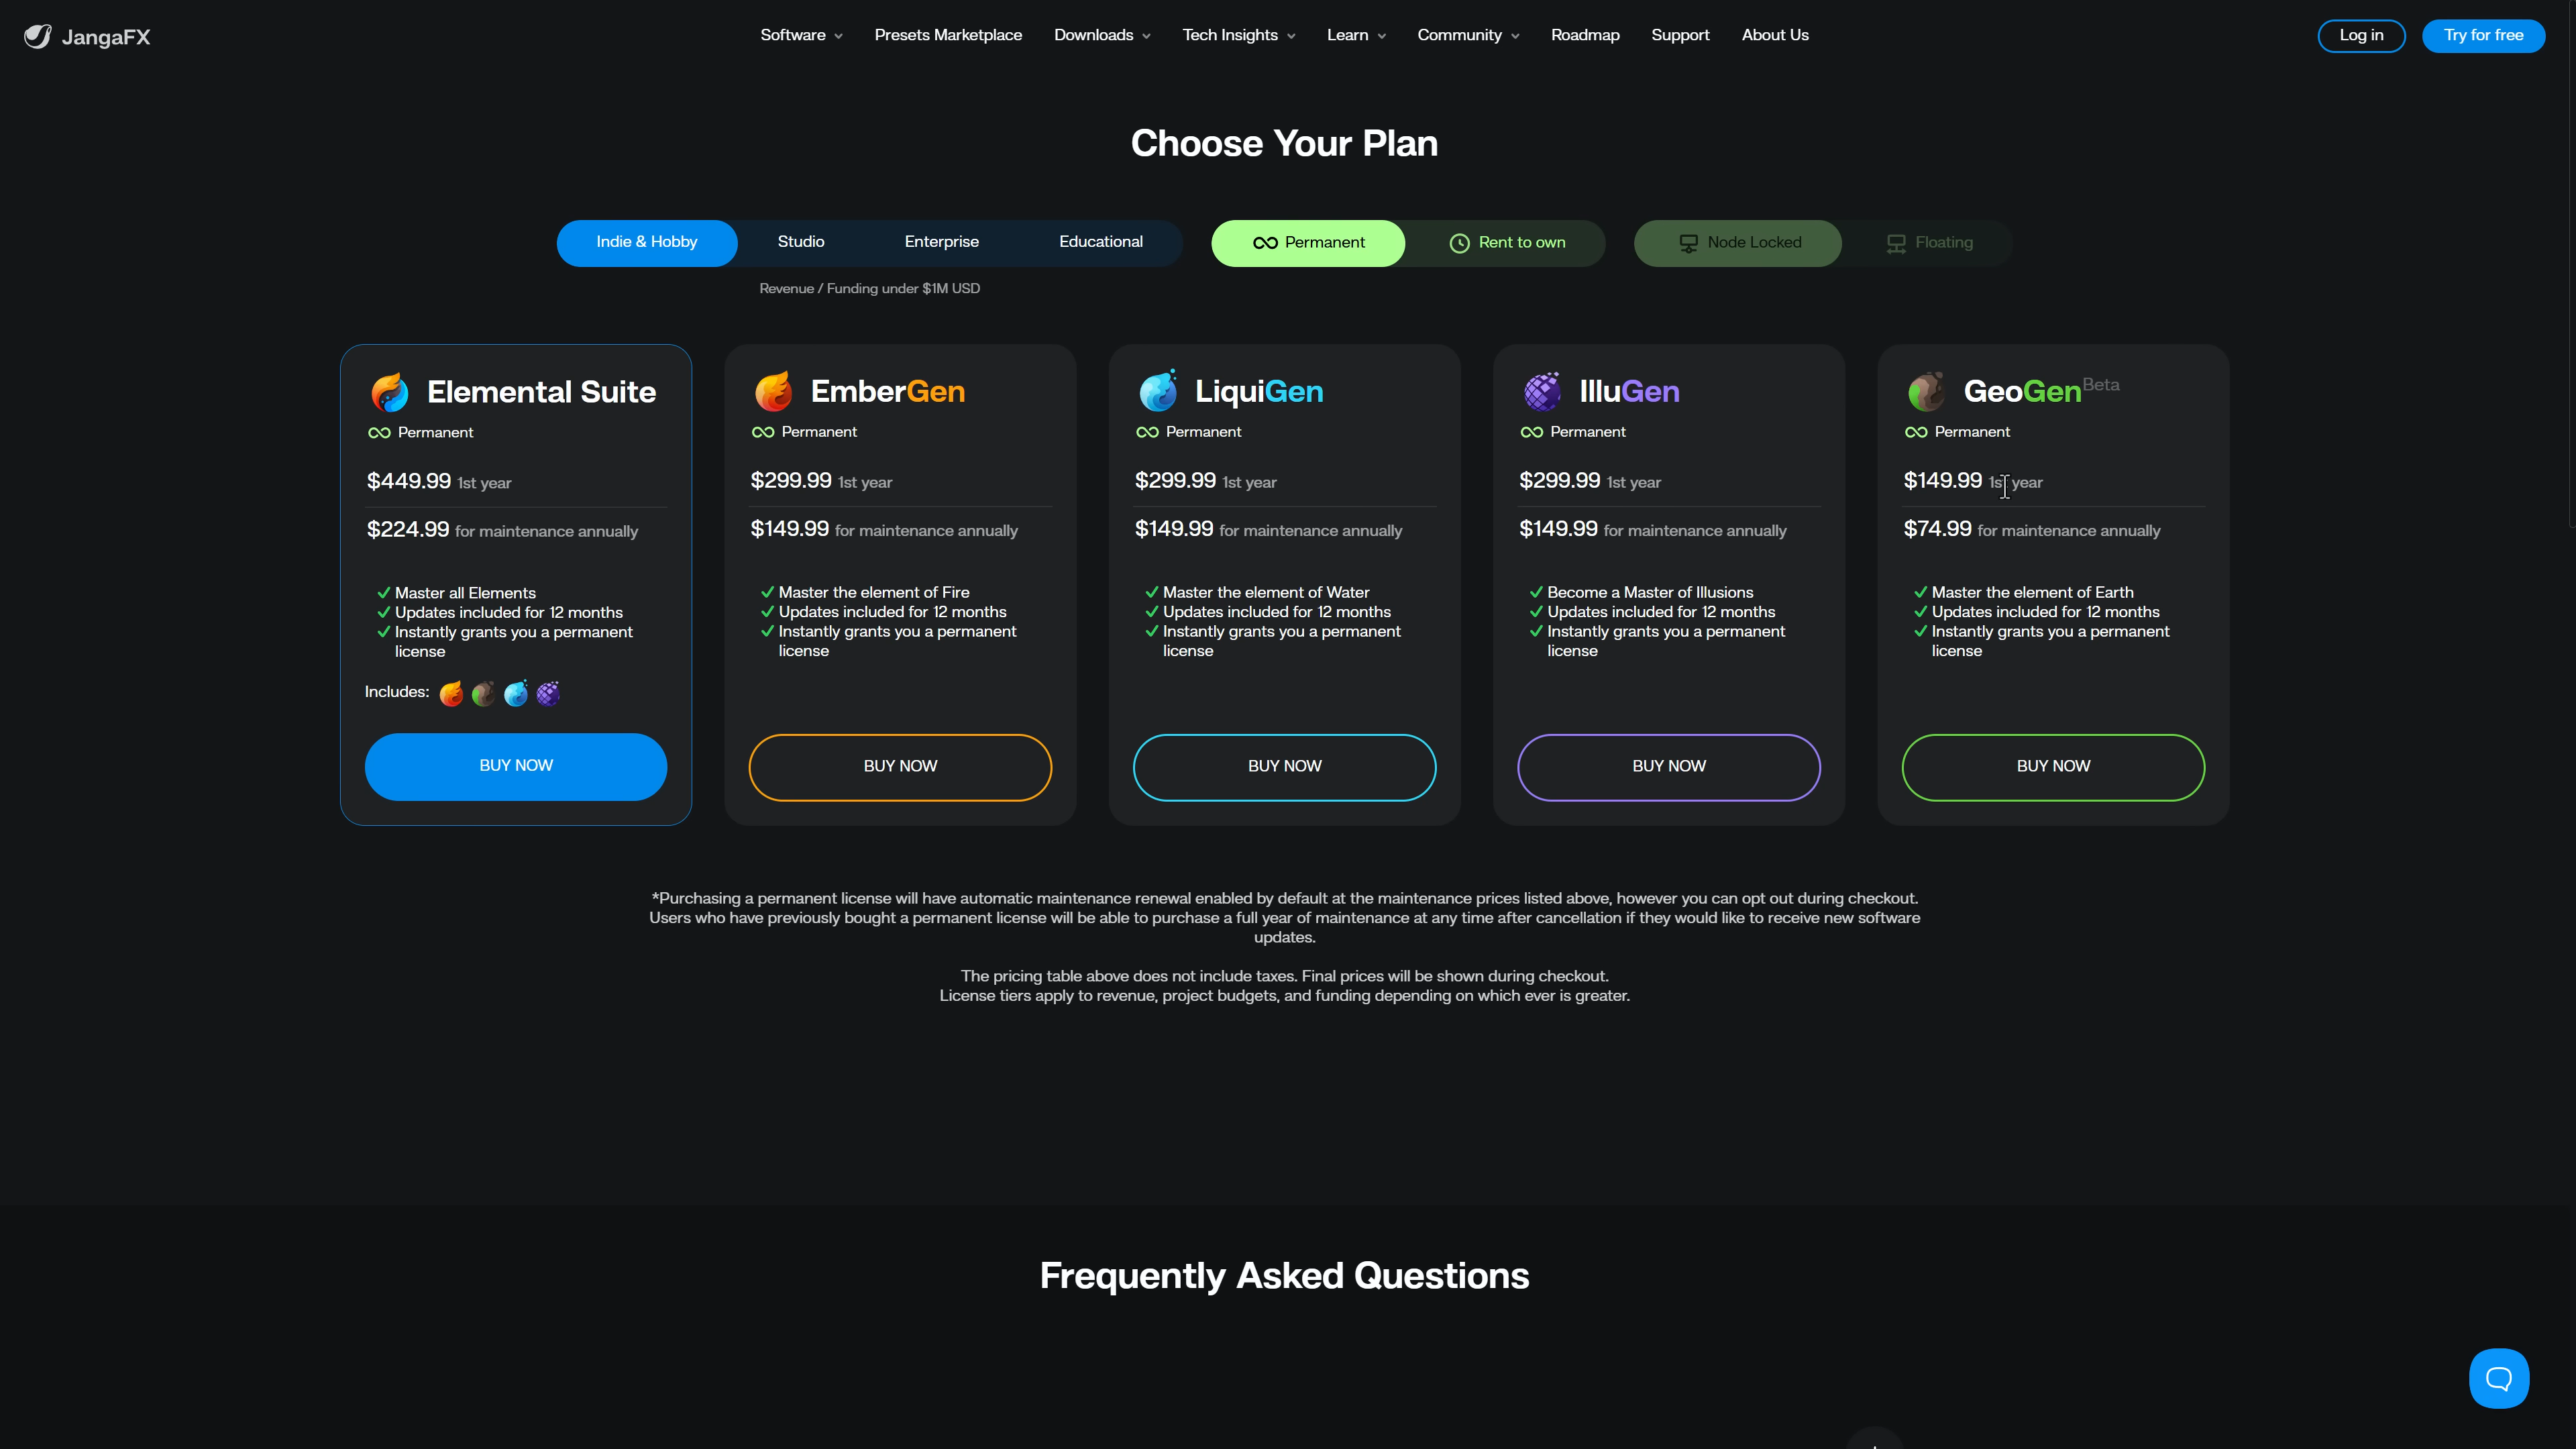 JangaFX
Software
Presets Marketplace
Downloads
Tech Insights
Learn
Community
Roadmap
Support
About Us
Log in
Try for free
Choose Your Plan
Indie & Hobby
Studio
Enterprise
Educational
Permanent
Rent to own
Node Locked
Floating
Revenue / Funding under $1M USD
Elemental Suite
Permanent
$449.99 1st year
$224.99 for maintenance annually
Master all Elements
Updates included for 12 months
Instantly grants you a permanent
license
Includes:
BUY NOW
EmberGen
Permanent
$299.99 1st year
$149.99 for maintenance annually
Master the element of Fire
Updates included for 12 months
Instantly grants you a permanent
license
BUY NOW
LiquiGen
Permanent
$299.99 1st year
$149.99 for maintenance annually
Master the element of Water
Updates included for 12 months
Instantly grants you a permanent
license
BUY NOW
IlluGen
Permanent
$299.99 1st year
$149.99 for maintenance annually
Become a Master of Illusions
Updates included for 12 months
Instantly grants you a permanent
license
BUY NOW
GeoGen Beta
Permanent
$149.99 1st year
$74.99 for maintenance annually
Master the element of Earth
Updates included for 12 months
Instantly grants you a permanent
license
BUY NOW
*Purchasing a permanent license will have automatic maintenance renewal enabled by default at the maintenance prices listed above, however you can opt out during checkout.
Users who have previously bought a permanent license will be able to purchase a full year of maintenance at any time after cancellation if they would like to receive new software
updates.
The pricing table above does not include taxes. Final prices will be shown during checkout.
License tiers apply to revenue, project budgets, and funding depending on which ever is greater.
Frequently Asked Questions